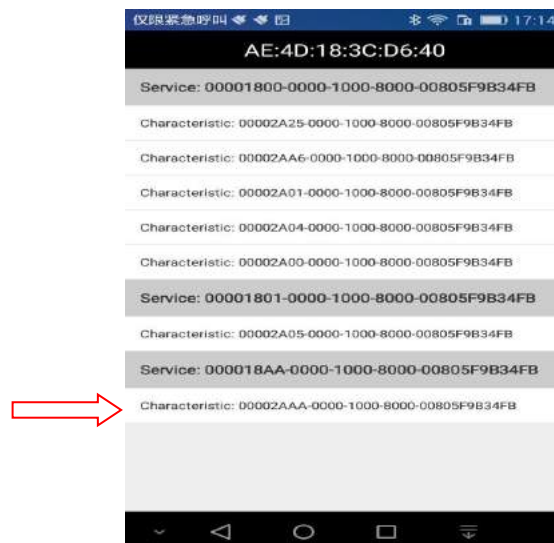 仅限紧急呼叫 17:14
AE:4D:18:3C:D6:40
Service: 00001800-0000-1000-8000-00805F9B34FB
Characteristic: 00002A25-0000-1000-8000-00805F9B34FB
Characteristic: 00002AA6-0000-1000-8000-00805F9B34FB
Characteristic: 00002A01-0000-1000-8000-00805F9B34FB
Characteristic: 00002A04-0000-1000-8000-00805F9B34FB
Characteristic: 00002A00-0000-1000-8000-00805F9B34FB
Service: 00001801-0000-1000-8000-00805F9B34FB
Characteristic: 00002A05-0000-1000-8000-00805F9B34FB
Service: 000018AA-0000-1000-8000-00805F9B34FB
Characteristic: 00002AAA-0000-1000-8000-00805F9B34FB